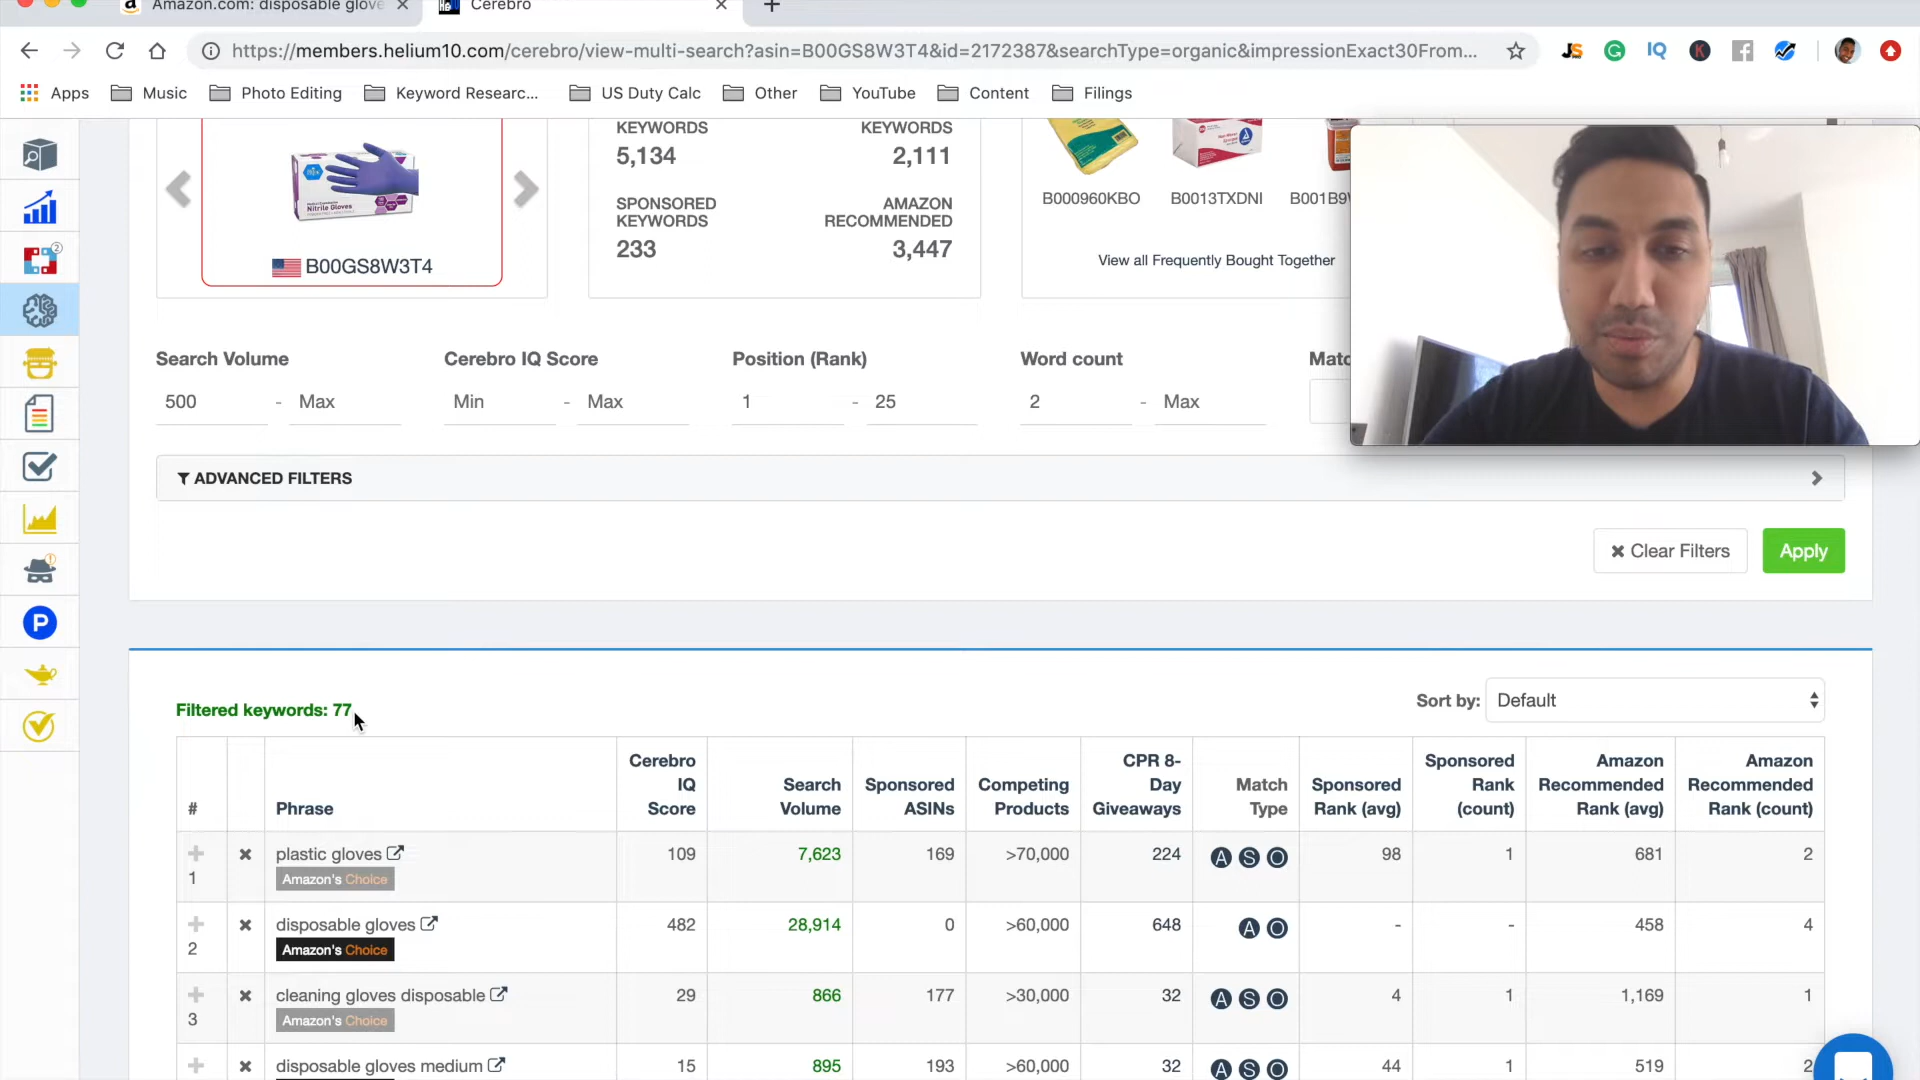 Amazon.com: disposable glove
Cerebro
https://members.helium10.com/cerebro/view-multi-search?asin=B00GS8W3T4&id=2172387&searchType=organic&impressionExact30From...
Apps
Music
Photo Editing
Keyword Researc...
US Duty Calc
Other
YouTube
Content
Filings
Nitrile Gloves
B00GS8W3T4
KEYWORDS
5,134
KEYWORDS
2,111
SPONSORED
KEYWORDS
233
AMAZON
RECOMMENDED
3,447
B000960KBO
B0013TXDNI
View all Frequently Bought Together
Search Volume
Cerebro IQ Score
Position (Rank)
Word count
500 - Max
Min - Max
1 - 25
2 - Max
ADVANCED FILTERS
Clear Filters
Apply
Filtered keywords: 77
Sort by:
Default
#
Phrase
Cerebro
IQ
Score
Search
Volume
Sponsored
ASINs
Competing
Products
CPR 8-
Day
Giveaways
Match
Type
Sponsored
Rank (avg)
Sponsored
Rank
(count)
Amazon
Recommended
Rank (avg)
Amazon
Recommended
Rank (count)
1 plastic gloves 109 7,623 169 >70,000 224 A S O 98 1 681 2
Amazon's Choice
2 disposable gloves 482 28,914 0 >60,000 648 A O - - 458 4
Amazon's Choice
3 cleaning gloves disposable 29 866 177 >30,000 32 A S O 4 1 1,169 1
Amazon's Choice
disposable gloves medium 15 895 193 >60,000 32 A S O 44 1 519 2